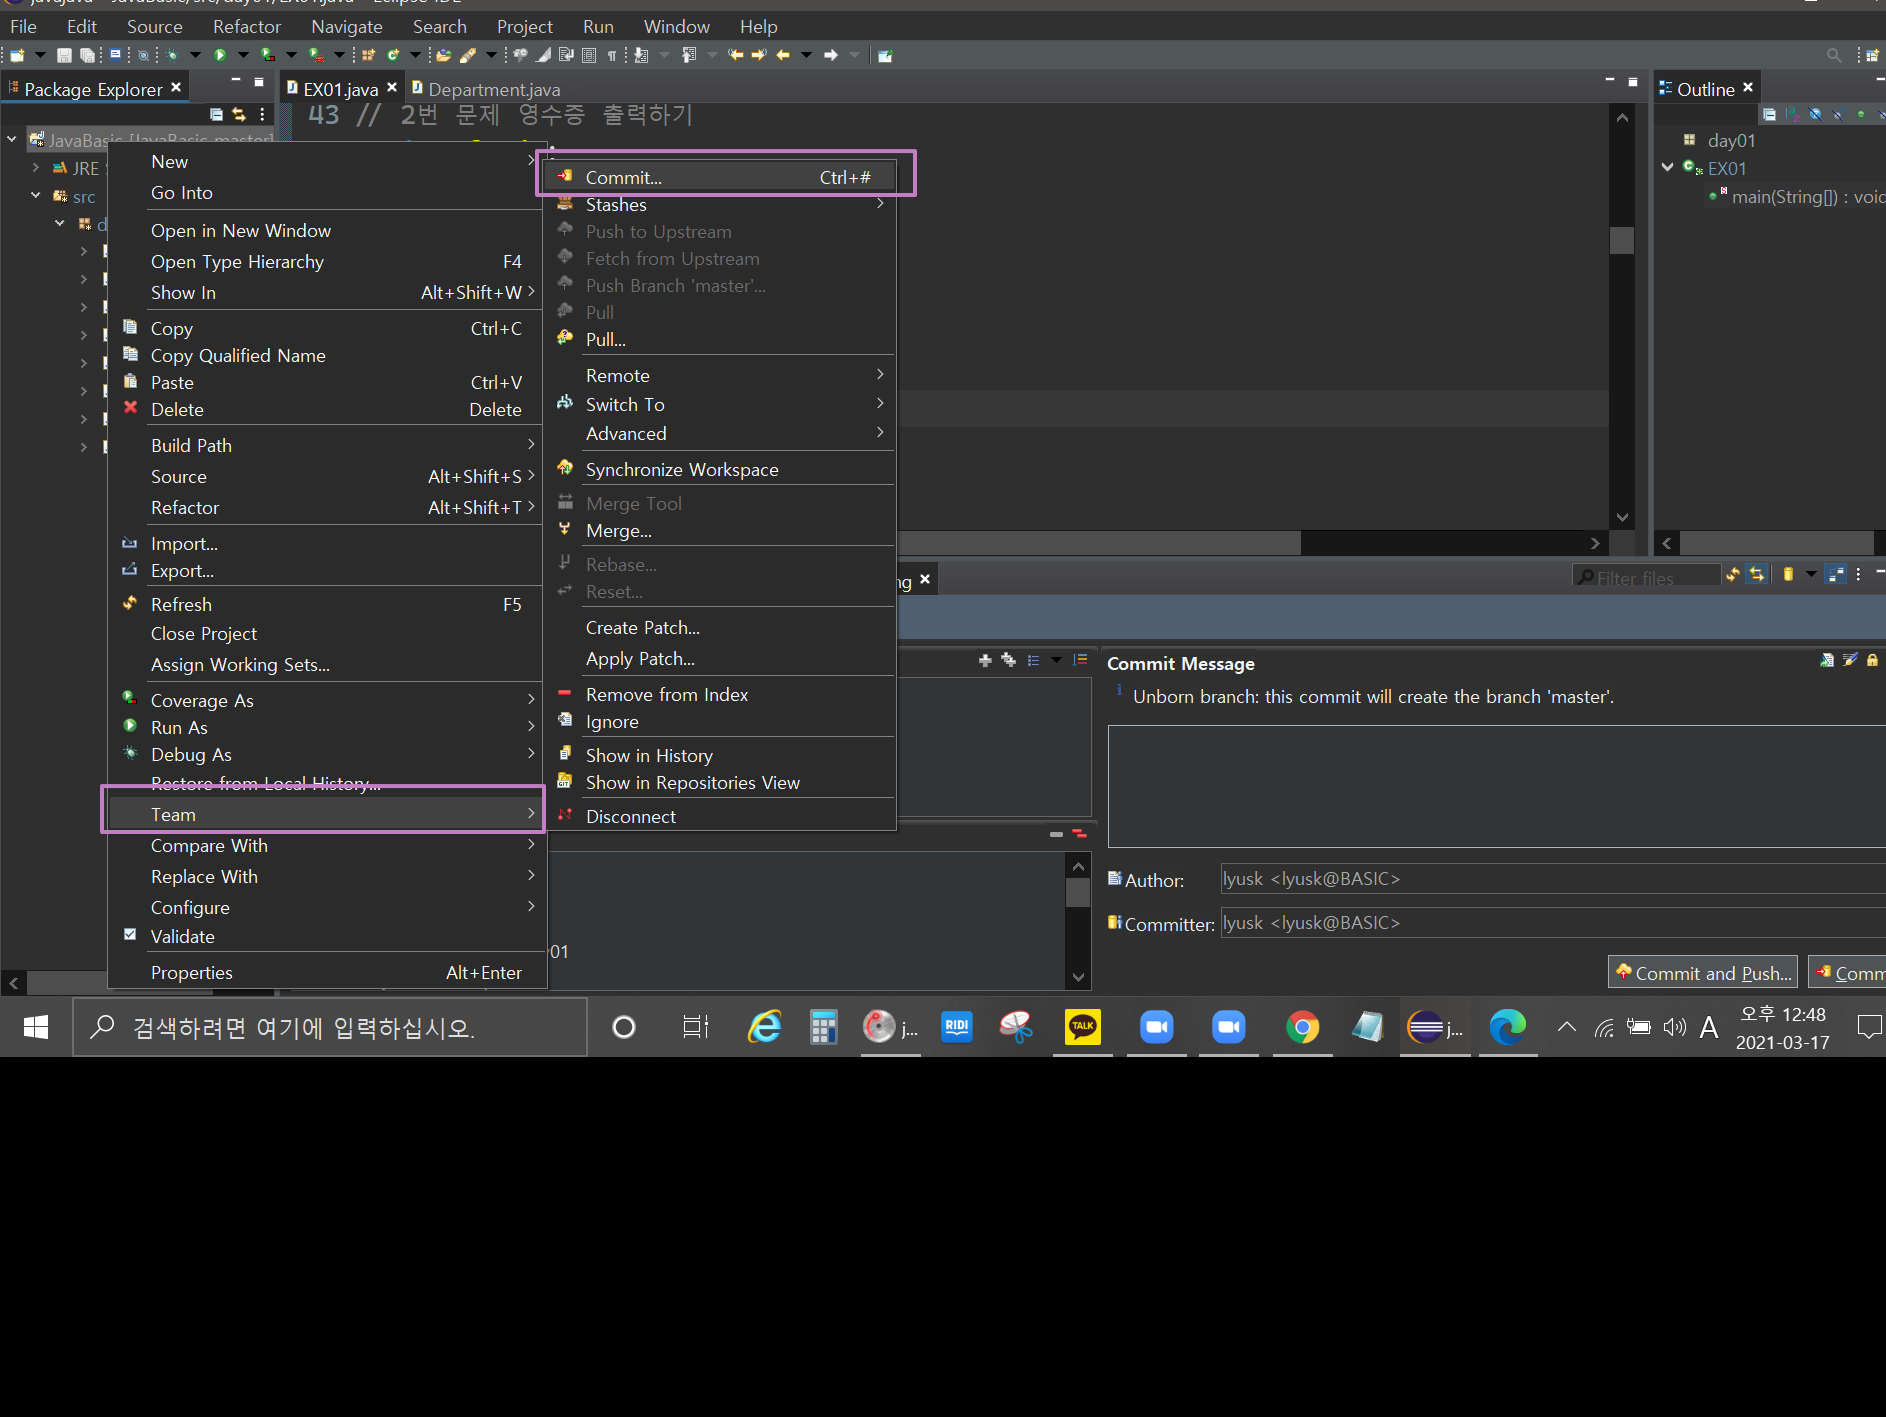 File Edit Source Refactor Navigate Search Project Run Window Help
Package Explorer
EX01.java
Department.java
Outline
43 // 2번 문제 영수증 출력하기
JavaBasic [JavaBasic master]
JRE
src
day01
EX01
main(String[]) : void
New
Go Into
Open in New Window
Open Type Hierarchy F4
Show In Alt+Shift+W
Copy Ctrl+C
Copy Qualified Name
Paste Ctrl+V
Delete Delete
Build Path
Source Alt+Shift+S
Refactor Alt+Shift+T
Import...
Export...
Refresh F5
Close Project
Assign Working Sets...
Coverage As
Run As
Debug As
Restore from Local History...
Team
Compare With
Replace With
Configure
Validate
Properties Alt+Enter
Commit... Ctrl+#
Stashes
Push to Upstream
Fetch from Upstream
Push Branch 'master'...
Pull
Pull...
Remote
Switch To
Advanced
Synchronize Workspace
Merge Tool
Merge...
Rebase...
Reset...
Create Patch...
Apply Patch...
Remove from Index
Ignore
Show in History
Show in Repositories View
Disconnect
Filter files
Commit Message
Unborn branch: this commit will create the branch 'master'.
Author: lyusk <lyusk@BASIC>
Committer: lyusk <lyusk@BASIC>
Commit and Push...
검색하려면 여기에 입력하십시오.
j...
RIDI
TALK
j...
A
오후 12:48
2021-03-17